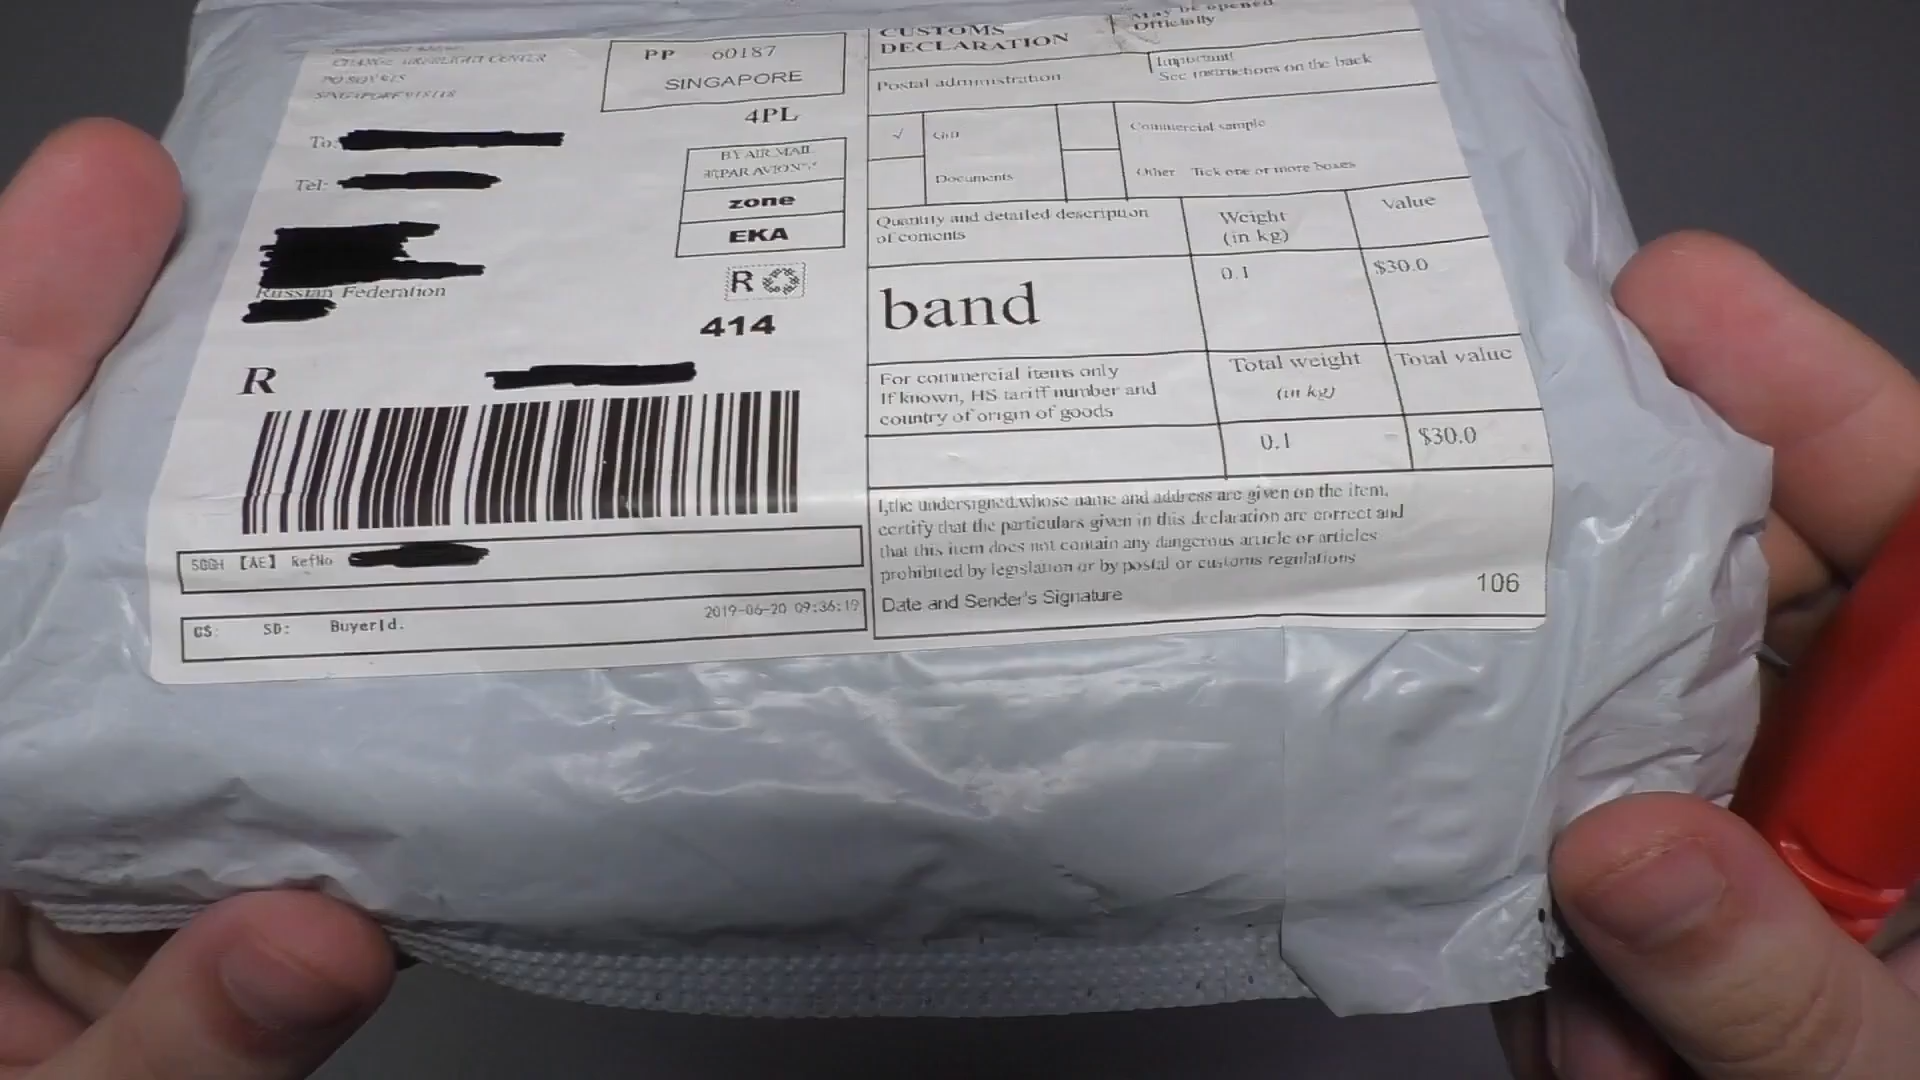 PO BOX
PP 60187
SINGAPORE
4PL
To:
Tel:
BY AIR MAIL
PAR AVION
zone
EKA
Russian Federation
R
414
R
SGGH [AE] RefNo
2019-06-20 09:36:19
CS: SD: BuyerId.
CUSTOMS
DECLARATION
May be opened
Officially
Postal administration
Important!
See instructions on the back
√ Gift
Commercial sample
Documents
Other Tick one or more boxes
Quantity and detailed description
of contents
Weight
(in kg)
Value
band
0.1
$30.0
For commercial items only
If known, HS tariff number and
country of origin of goods
Total weight
(in kg)
Total value
0.1
$30.0
I,the undersigned.whose name and address are given on the item,
certify that the particulars given in this declaration are correct and
that this item does not contain any dangerous article or articles
prohibited by legislation or by postal or customs regulations
Date and Sender's Signature
106